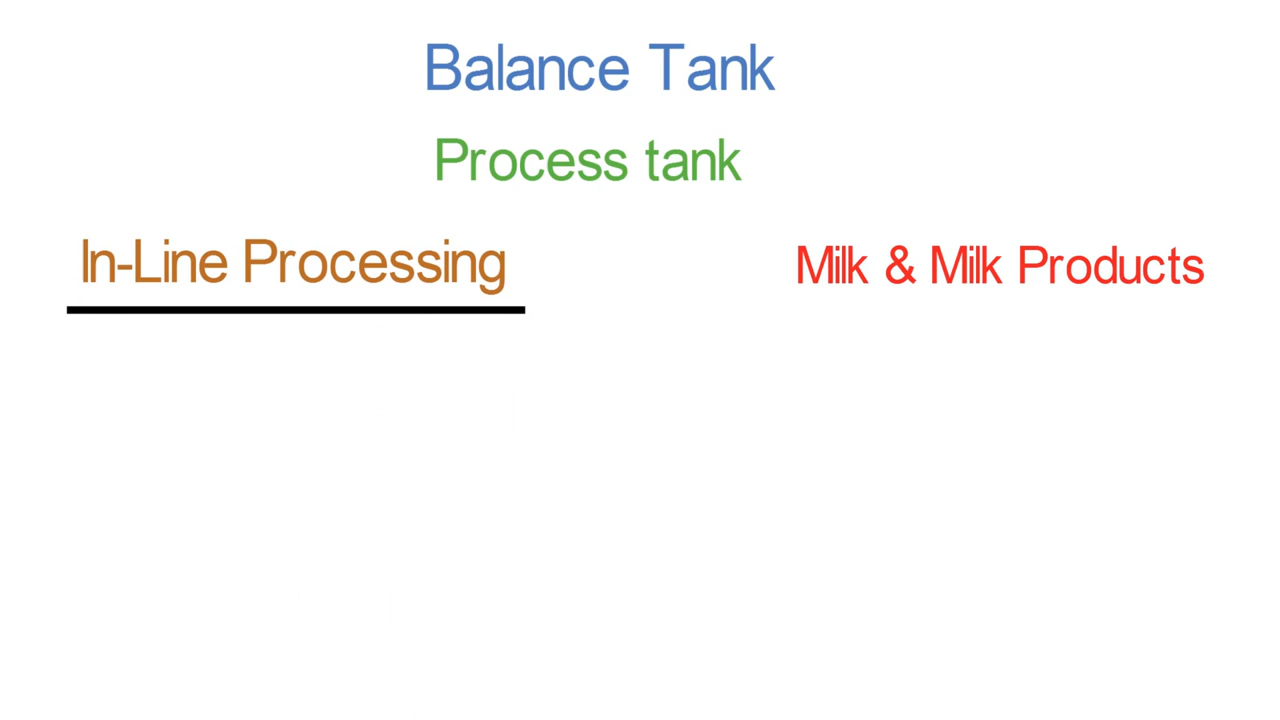 Balance Tank
Process tank
In-Line Processing
Milk & Milk Products